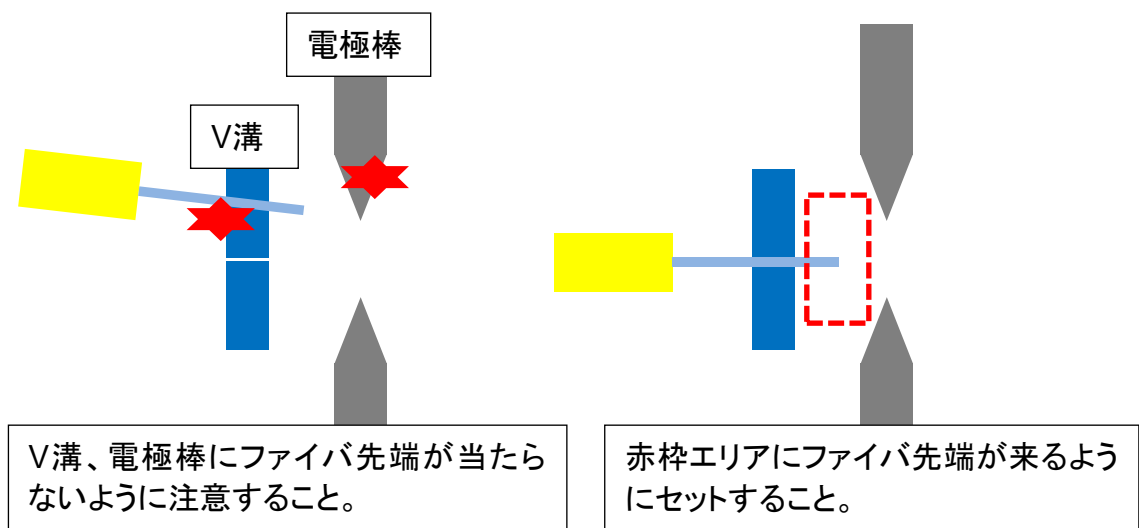 電極棒
V溝
V溝、電極棒にファイバ先端が当たら
ないように注意すること。
赤枠エリアにファイバ先端が来るよう
にセットすること。